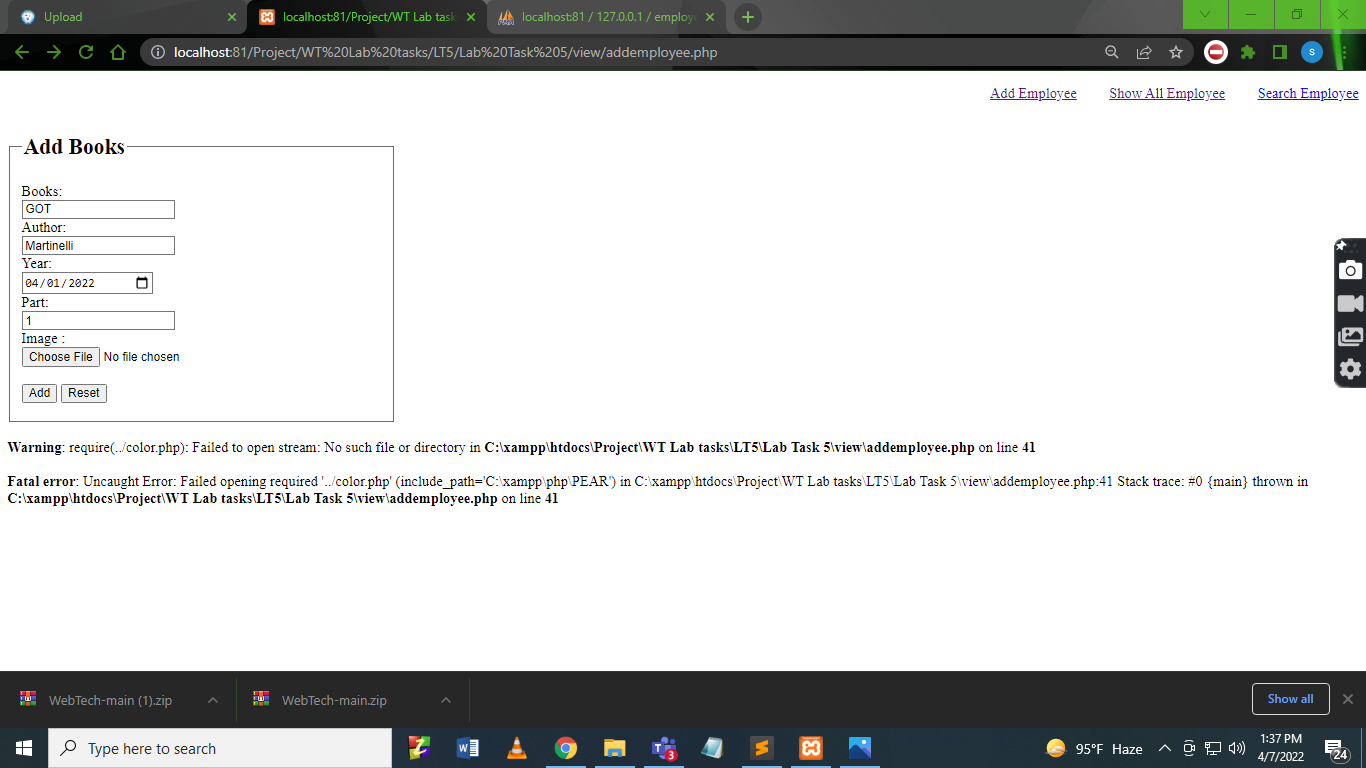 Upload
localhost:81/Project/WT Lab task
localhost:81 / 127.0.0.1 / employe
localhost:81/Project/WT%20Lab%20tasks/LT5/Lab%20Task%205/view/addemployee.php
S
Add Employee Show All Employee Search Employee
Add Books
Books:
GOT
Author:
Martinelli
Year:
04/01/2022
Part:
1
Image :
Choose File No file chosen
Add Reset
Warning: require(../color.php): Failed to open stream: No such file or directory in C:\xampp\htdocs\Project\WT Lab tasks\LT5\Lab Task 5\view\addemployee.php on line 41
Fatal error: Uncaught Error: Failed opening required '../color.php' (include_path='C:\xampp\php\PEAR') in C:\xampp\htdocs\Project\WT Lab tasks\LT5\Lab Task 5\view\addemployee.php:41 Stack trace: #0 {main} thrown in
C:\xampp\htdocs\Project\WT Lab tasks\LT5\Lab Task 5\view\addemployee.php on line 41
WebTech-main (1).zip WebTech-main.zip Show all
Type here to search
3
95°F Haze
1:37 PM
4/7/2022
24